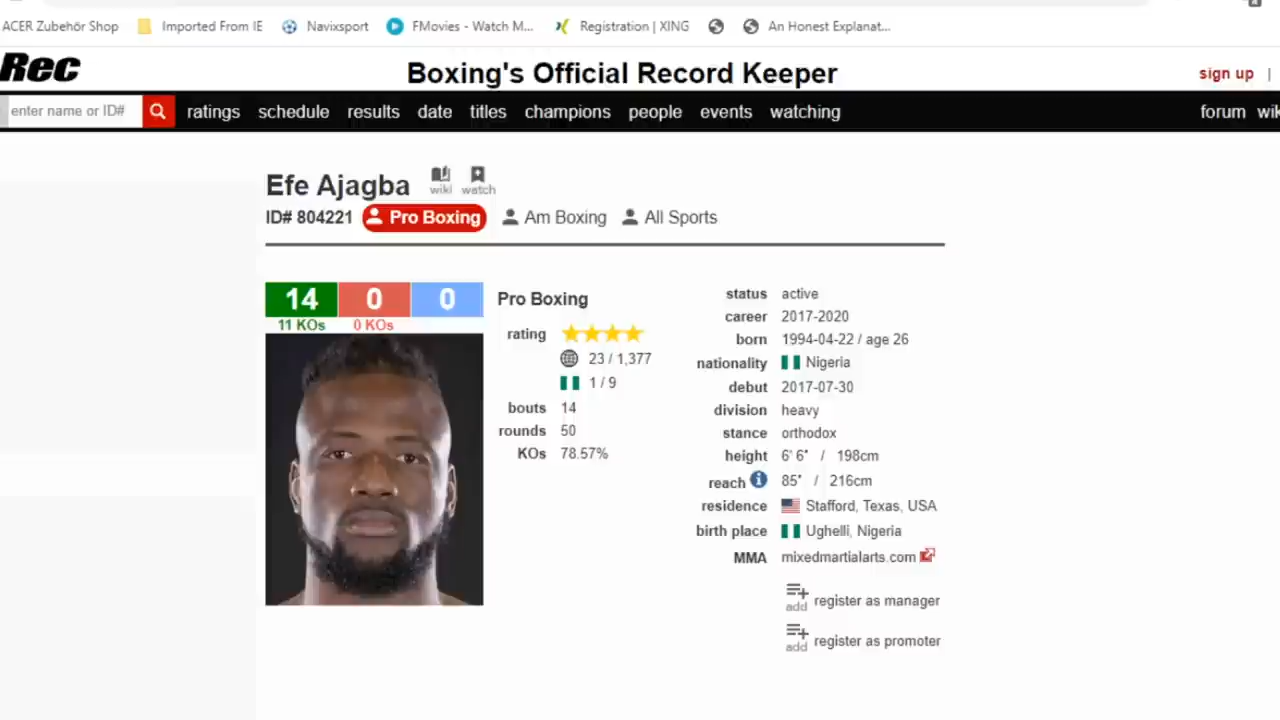 ACER Zubehör Shop Imported From IE Navixsport FMovies - Watch M... Registration | XING An Honest Explanat...
Rec Boxing's Official Record Keeper sign up |
enter name or ID# ratings schedule results date titles champions people events watching forum wik
Efe Ajagba wiki watch
ID# 804221 Pro Boxing Am Boxing All Sports
14 0 0
11 KOs 0 KOs
Pro Boxing
rating
23 / 1,377
1 / 9
bouts 14
rounds 50
KOs 78.57%
status active
career 2017-2020
born 1994-04-22 / age 26
nationality Nigeria
debut 2017-07-30
division heavy
stance orthodox
height 6' 6" / 198cm
reach 85" / 216cm
residence Stafford, Texas, USA
birth place Ughelli, Nigeria
MMA mixedmartialarts.com
add register as manager
add register as promoter